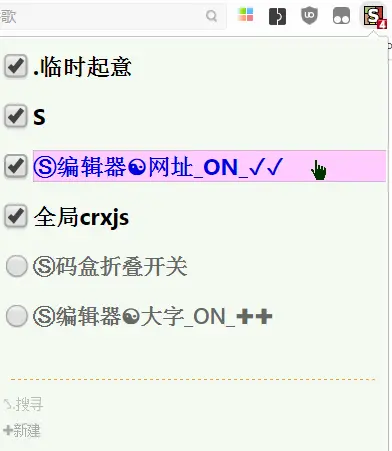 歌
S 4
.临时起意
S
Ⓢ编辑器☯网址_ON_✓✓
全局crxjs
Ⓢ码盒折叠开关
Ⓢ编辑器☯大字_ON_✚✚
.搜寻
✚新建